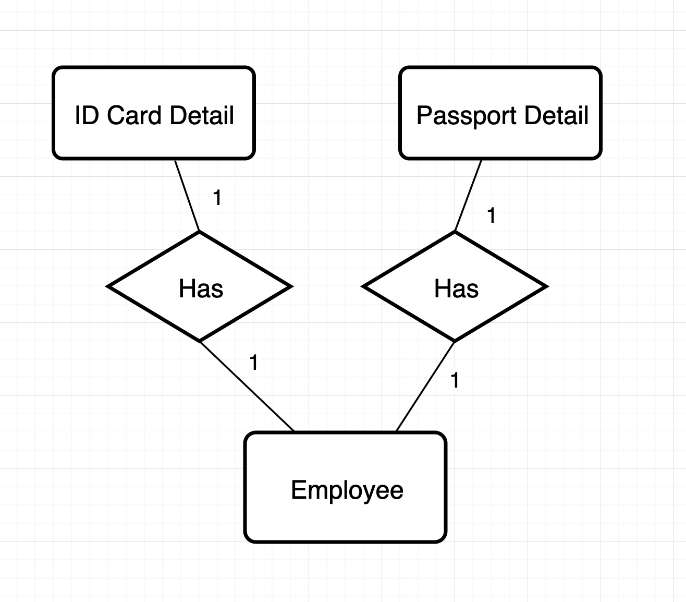 ID Card Detail
Passport Detail
1
1
Has
Has
1
1
Employee